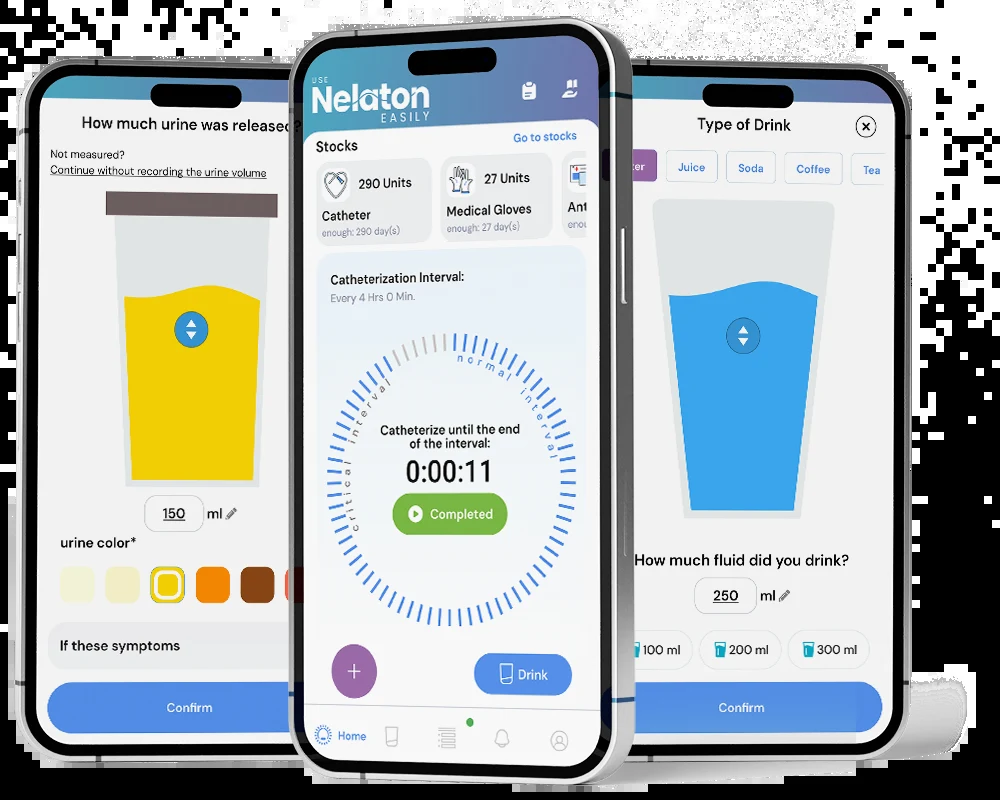 How much urine was released?
Not measured?
Continue without recording the urine volume
150 ml
urine color*
If these symptoms
Confirm
USE
Nelaton
EASILY
Stocks
Go to stocks
290 Units
Catheter
enough: 290 day(s)
27 Units
Medical Gloves
enough: 27 day(s)
Ant
enou
Catheterization Interval:
Every 4 Hrs 0 Min.
normal interval
critical interval
Catheterize until the end
of the interval:
0:00:11
Completed
+
Drink
Home
Type of Drink
ter
Juice
Soda
Coffee
Tea
How much fluid did you drink?
250 ml
100 ml
200 ml
300 ml
Confirm